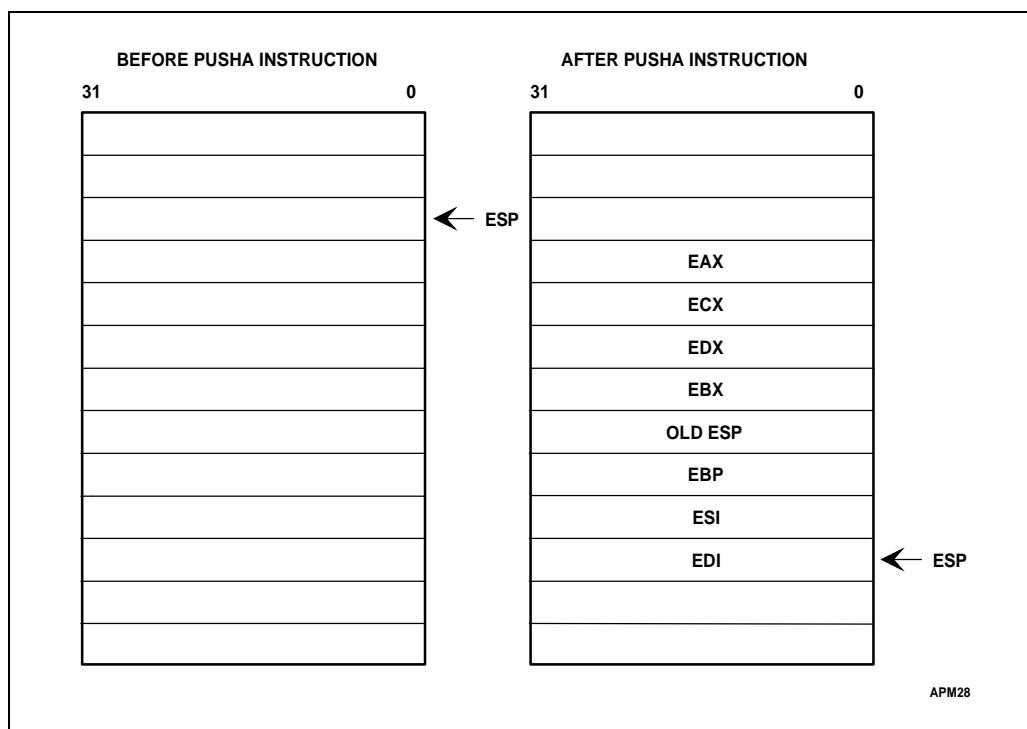 BEFORE PUSHA INSTRUCTION
31 0
ESP
AFTER PUSHA INSTRUCTION
31 0
EAX
ECX
EDX
EBX
OLD ESP
EBP
ESI
EDI
ESP
APM28